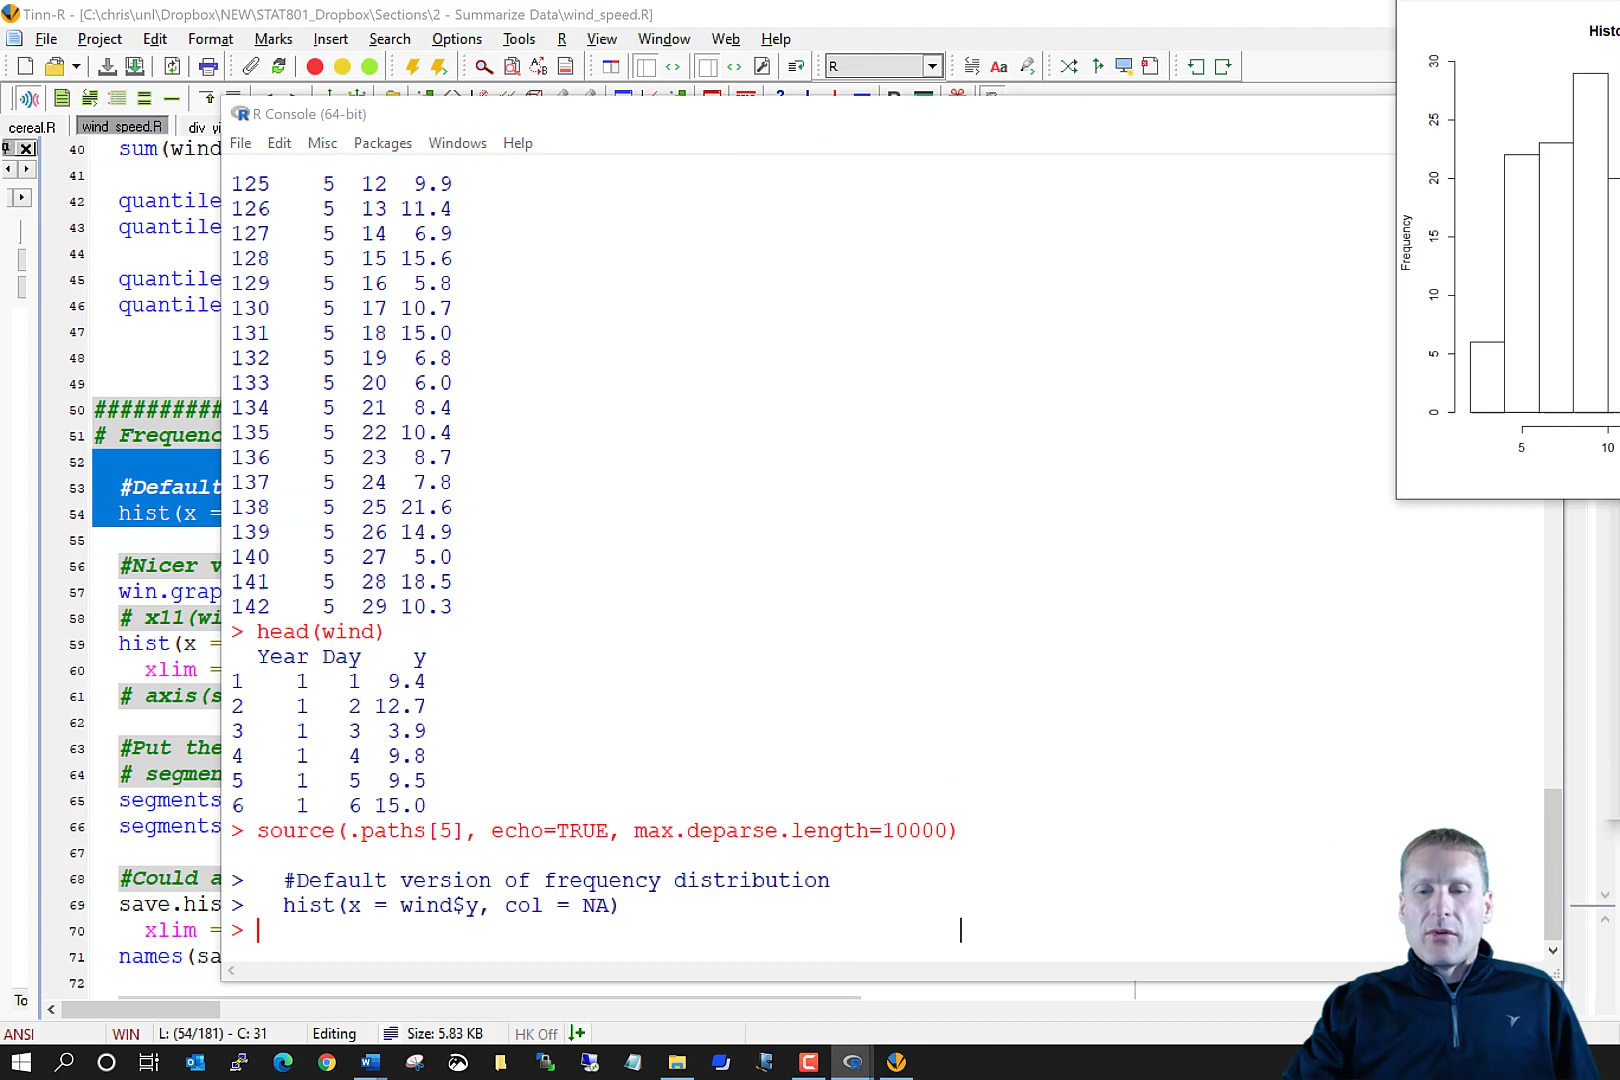 Tinn-R - [C:\chris\unl\Dropbox\NEW\STAT801_Dropbox\Sections\2 - Summarize Data\wind_speed.R]
File Project Edit Format Marks Insert Search Options Tools R View Window Web Help
R
cereal.R wind_speed.R div
40 sum(wind
41
42 quantile
43 quantile
44
45 quantile
46 quantile
47
48
49
50 ##########
51 # Frequenc
52
53 #Default
54 hist(x =
55
56 #Nicer v
57 win.grap
58 # x11(wi
59 hist(x =
60 xlim =
61 # axis(s
62
63 #Put the
64 # segmen
65 segments
66 segments
67
68 #Could a
69 save.his
70 xlim =
71 names(sa
72
To
R Console (64-bit)
File Edit Misc Packages Windows Help
125 5 12 9.9
126 5 13 11.4
127 5 14 6.9
128 5 15 15.6
129 5 16 5.8
130 5 17 10.7
131 5 18 15.0
132 5 19 6.8
133 5 20 6.0
134 5 21 8.4
135 5 22 10.4
136 5 23 8.7
137 5 24 7.8
138 5 25 21.6
139 5 26 14.9
140 5 27 5.0
141 5 28 18.5
142 5 29 10.3
> head(wind)
Year Day y
1 1 1 9.4
2 1 2 12.7
3 1 3 3.9
4 1 4 9.8
5 1 5 9.5
6 1 6 15.0
> source(.paths[5], echo=TRUE, max.deparse.length=10000)
> #Default version of frequency distribution
> hist(x = wind$y, col = NA)
>
Histo
Frequency
30
25
20
15
10
5
0
5 10
ANSI WIN L: (54/181) - C: 31 Editing Size: 5.83 KB HK Off